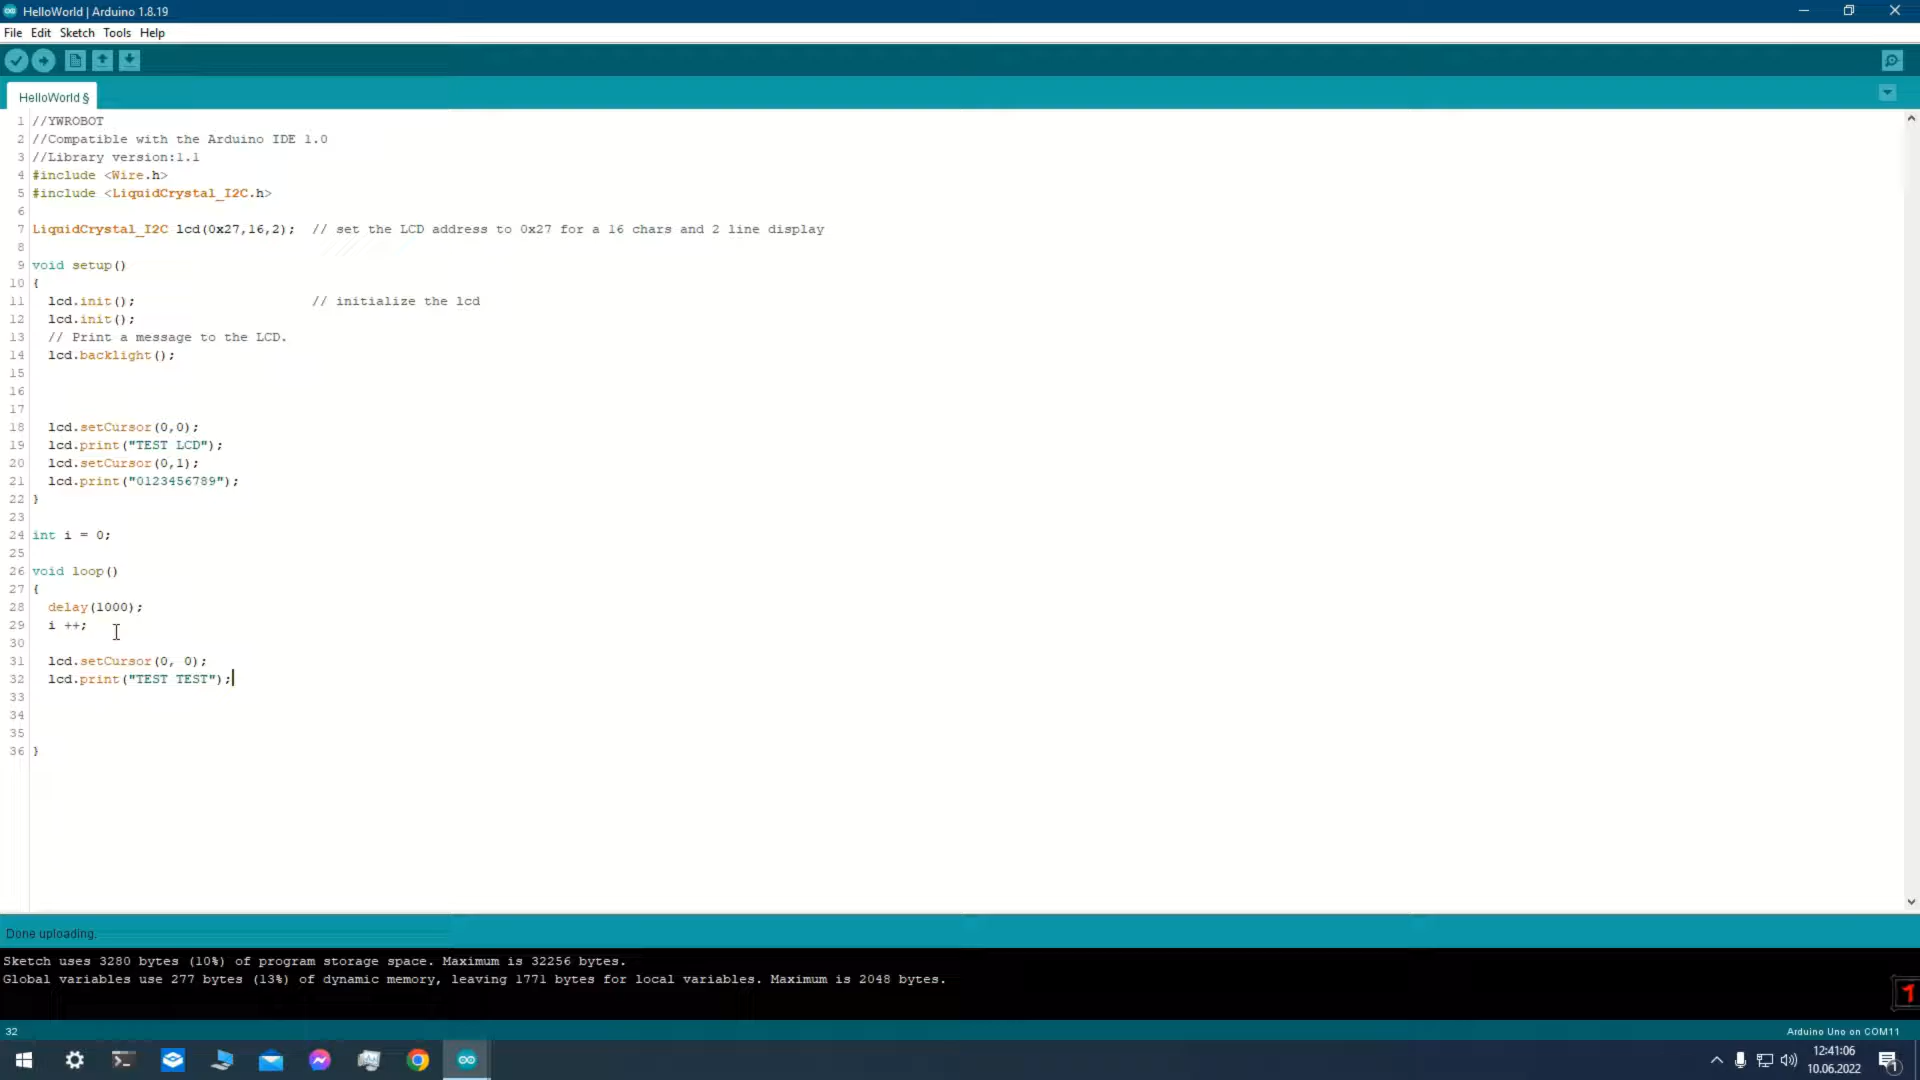 HelloWorld | Arduino 1.8.19
File Edit Sketch Tools Help
HelloWorld §
1 //YWROBOT
2 //Compatible with the Arduino IDE 1.0
3 //Library version:1.1
4 #include <Wire.h>
5 #include <LiquidCrystal_I2C.h>
6
7 LiquidCrystal_I2C lcd(0x27,16,2);  // set the LCD address to 0x27 for a 16 chars and 2 line display
8
9 void setup()
10 {
11   lcd.init();                      // initialize the lcd
12   lcd.init();
13   // Print a message to the LCD.
14   lcd.backlight();
15
16
17
18   lcd.setCursor(0,0);
19   lcd.print("TEST LCD");
20   lcd.setCursor(0,1);
21   lcd.print("0123456789");
22 }
23
24 int i = 0;
25
26 void loop()
27 {
28   delay(1000);
29   i ++;
30
31   lcd.setCursor(0, 0);
32   lcd.print("TEST TEST");
33
34
35
36 }
Done uploading.
Sketch uses 3280 bytes (10%) of program storage space. Maximum is 32256 bytes.
Global variables use 277 bytes (13%) of dynamic memory, leaving 1771 bytes for local variables. Maximum is 2048 bytes.
1
32 Arduino Uno on COM11
12:41:06
10.06.2022
1